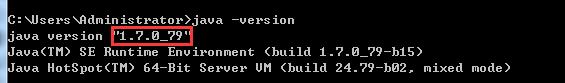 C:\Users\Administrator>java -version
java version "1.7.0_79"
Java(TM) SE Runtime Environment (build 1.7.0_79-b15)
Java HotSpot(TM) 64-Bit Server VM (build 24.79-b02, mixed mode)